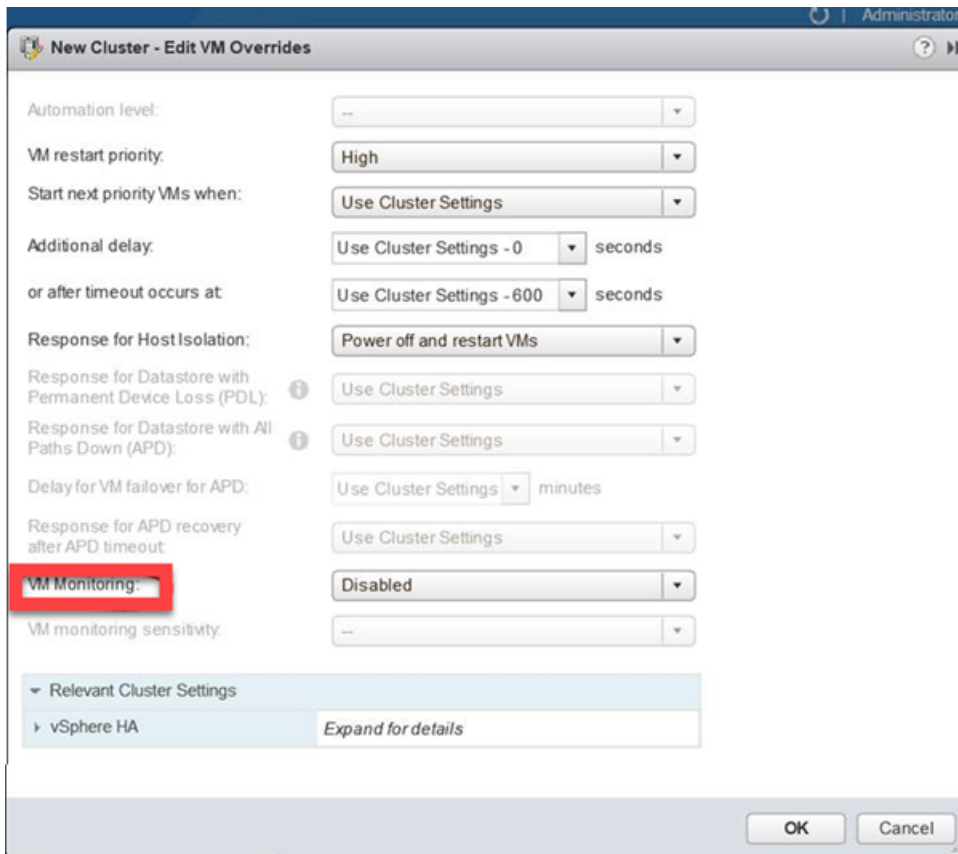 Administrator
New Cluster - Edit VM Overrides
Automation level: --
VM restart priority: High
Start next priority VMs when: Use Cluster Settings
Additional delay: Use Cluster Settings - 0 seconds
or after timeout occurs at: Use Cluster Settings - 600 seconds
Response for Host Isolation: Power off and restart VMs
Response for Datastore with
Permanent Device Loss (PDL): Use Cluster Settings
Response for Datastore with All
Paths Down (APD): Use Cluster Settings
Delay for VM failover for APD: Use Cluster Settings minutes
Response for APD recovery
after APD timeout: Use Cluster Settings
VM Monitoring: Disabled
VM monitoring sensitivity: --
Relevant Cluster Settings
vSphere HA Expand for details
OK Cancel